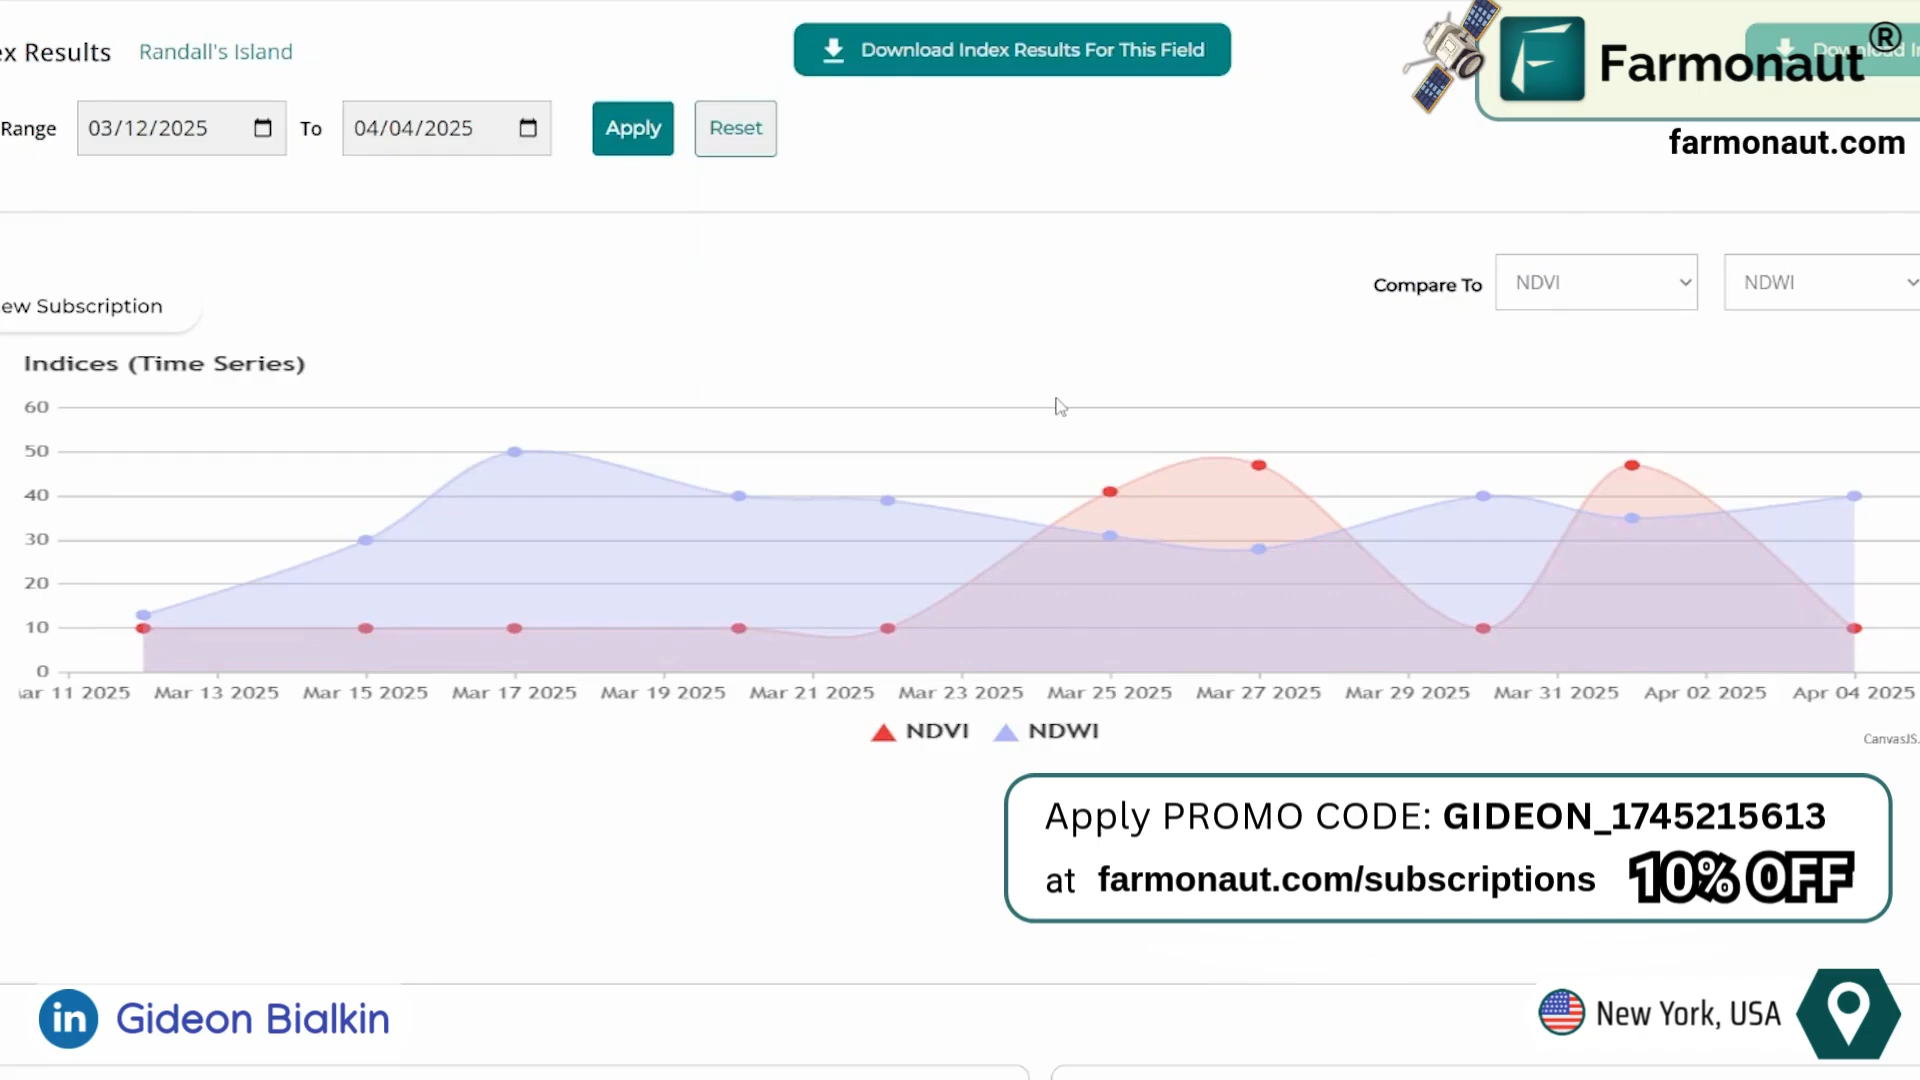 ex Results Randall's Island
Download Index Results For This Field
Farmonaut®
farmonaut.com
Range 03/12/2025 To 04/04/2025 Apply Reset
Compare To NDVI NDWI
ew Subscription
Indices (Time Series)
60
50
40
30
20
10
0
ar 11 2025 Mar 13 2025 Mar 15 2025 Mar 17 2025 Mar 19 2025 Mar 21 2025 Mar 23 2025 Mar 25 2025 Mar 27 2025 Mar 29 2025 Mar 31 2025 Apr 02 2025 Apr 04 2025
NDVI NDWI
CanvasJS.
Apply PROMO CODE: GIDEON_1745215613
at farmonaut.com/subscriptions 10% OFF
in Gideon Bialkin
New York, USA